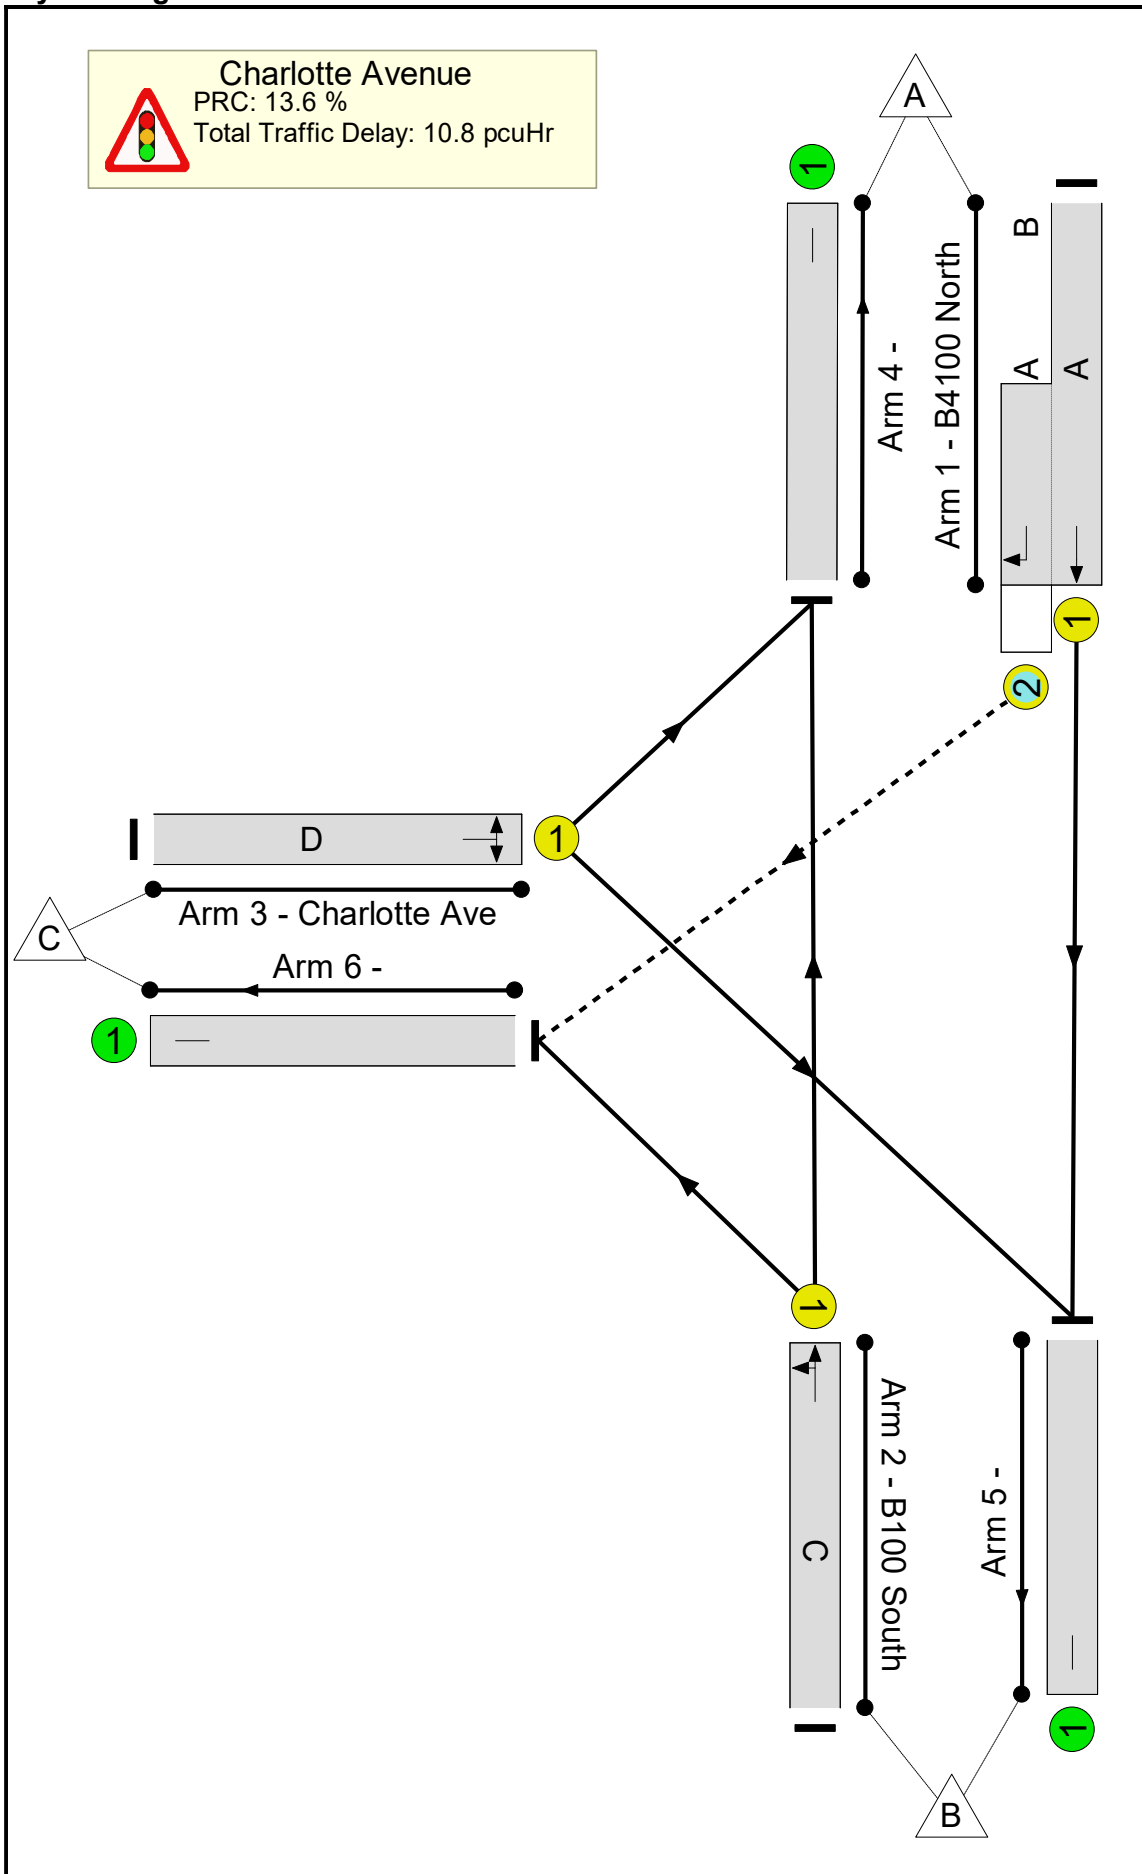 Charlotte Avenue
PRC: 13.6 %
Total Traffic Delay: 10.8 pcuHr
A
1
B
A
A
Arm 4 -
Arm 1 - B4100 North
1
2
D
1
Arm 3 - Charlotte Ave
C
Arm 6 -
1
1
C
Arm 2 - B100 South
Arm 5 -
1
B